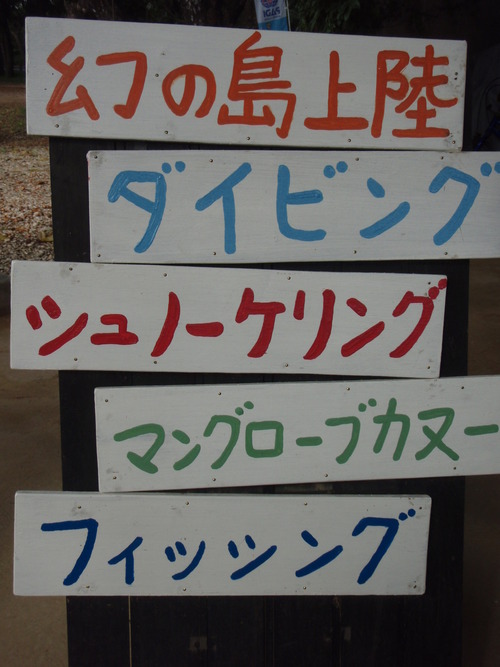 幻の島上陸
ダイビング
シュノーケリング
マングローブカヌー
フィッシング